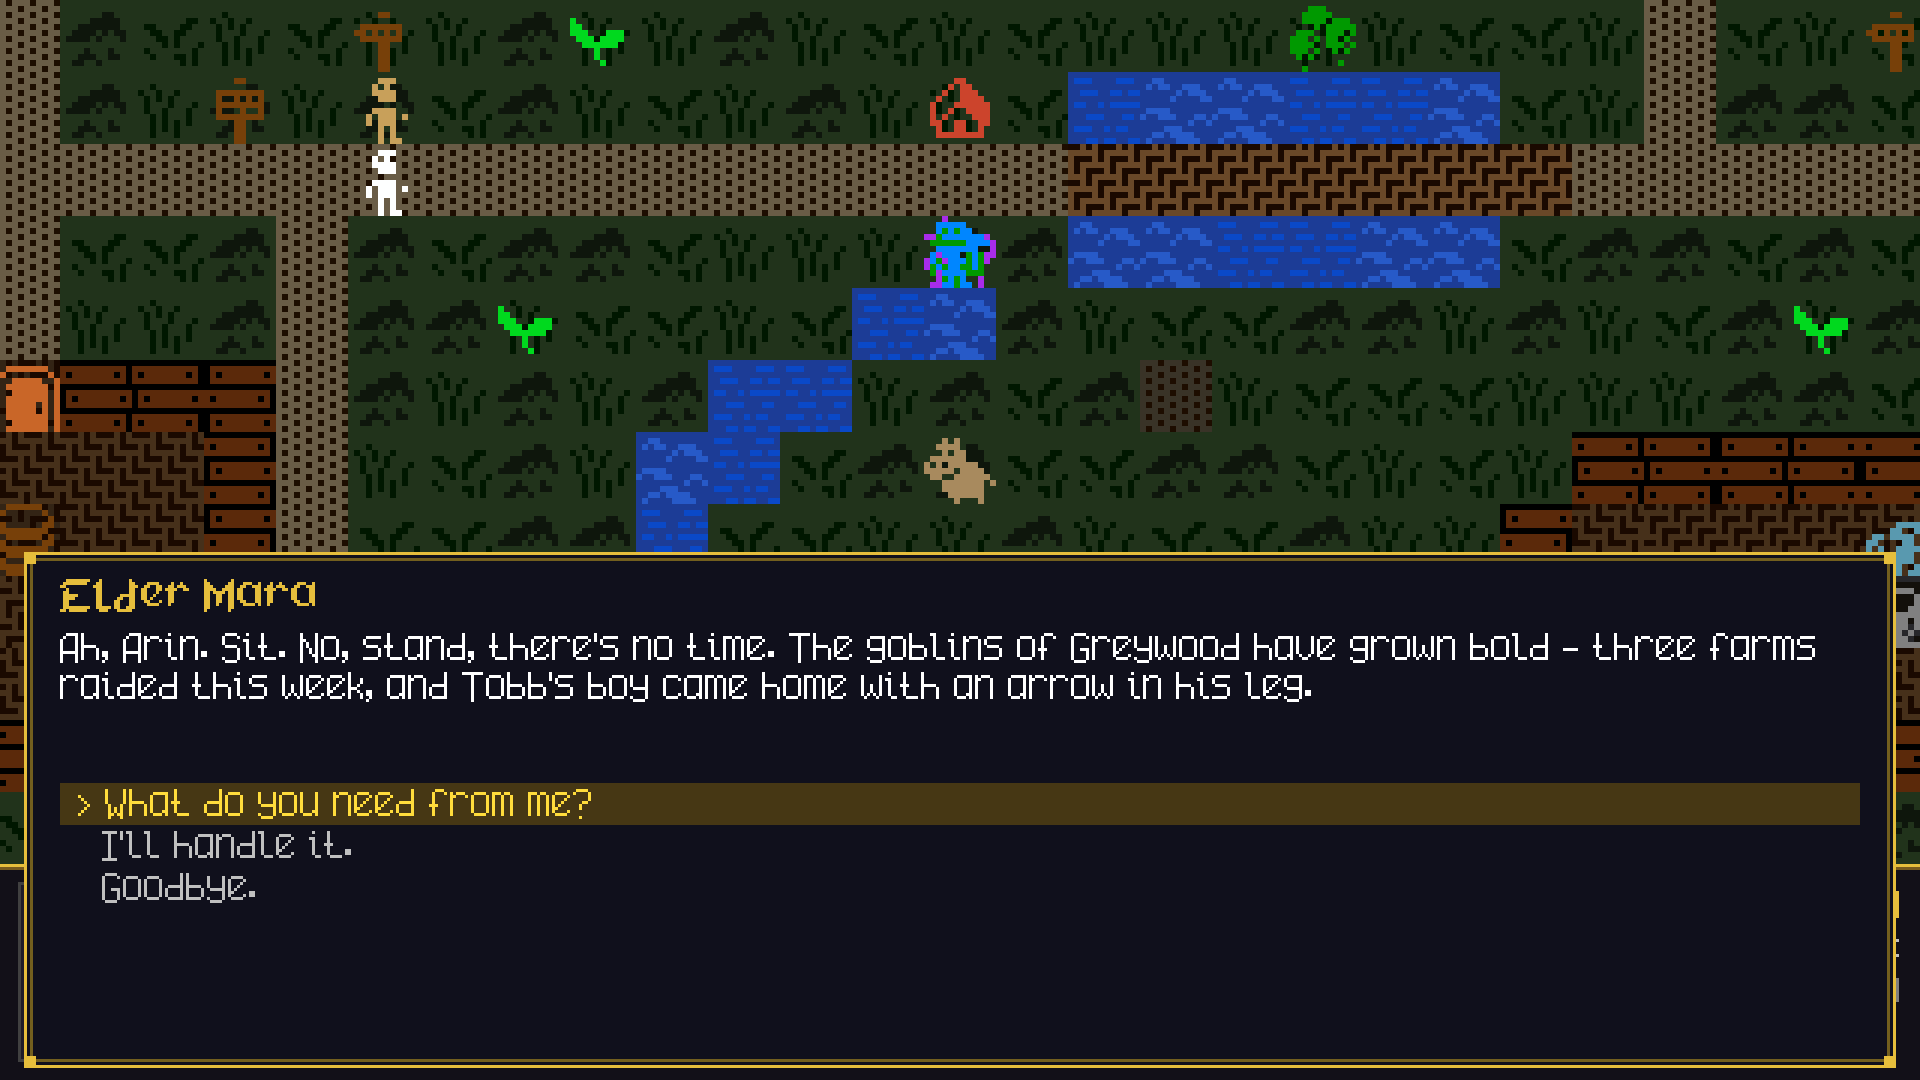 Elder Mara
Ah, Arin. Sit. No, stand, there's no time. The goblins of Greywood have grown bold - three farms
raided this week, and Tobb's boy came home with an arrow in his leg.
> What do you need from me?
I'll handle it.
Goodbye.